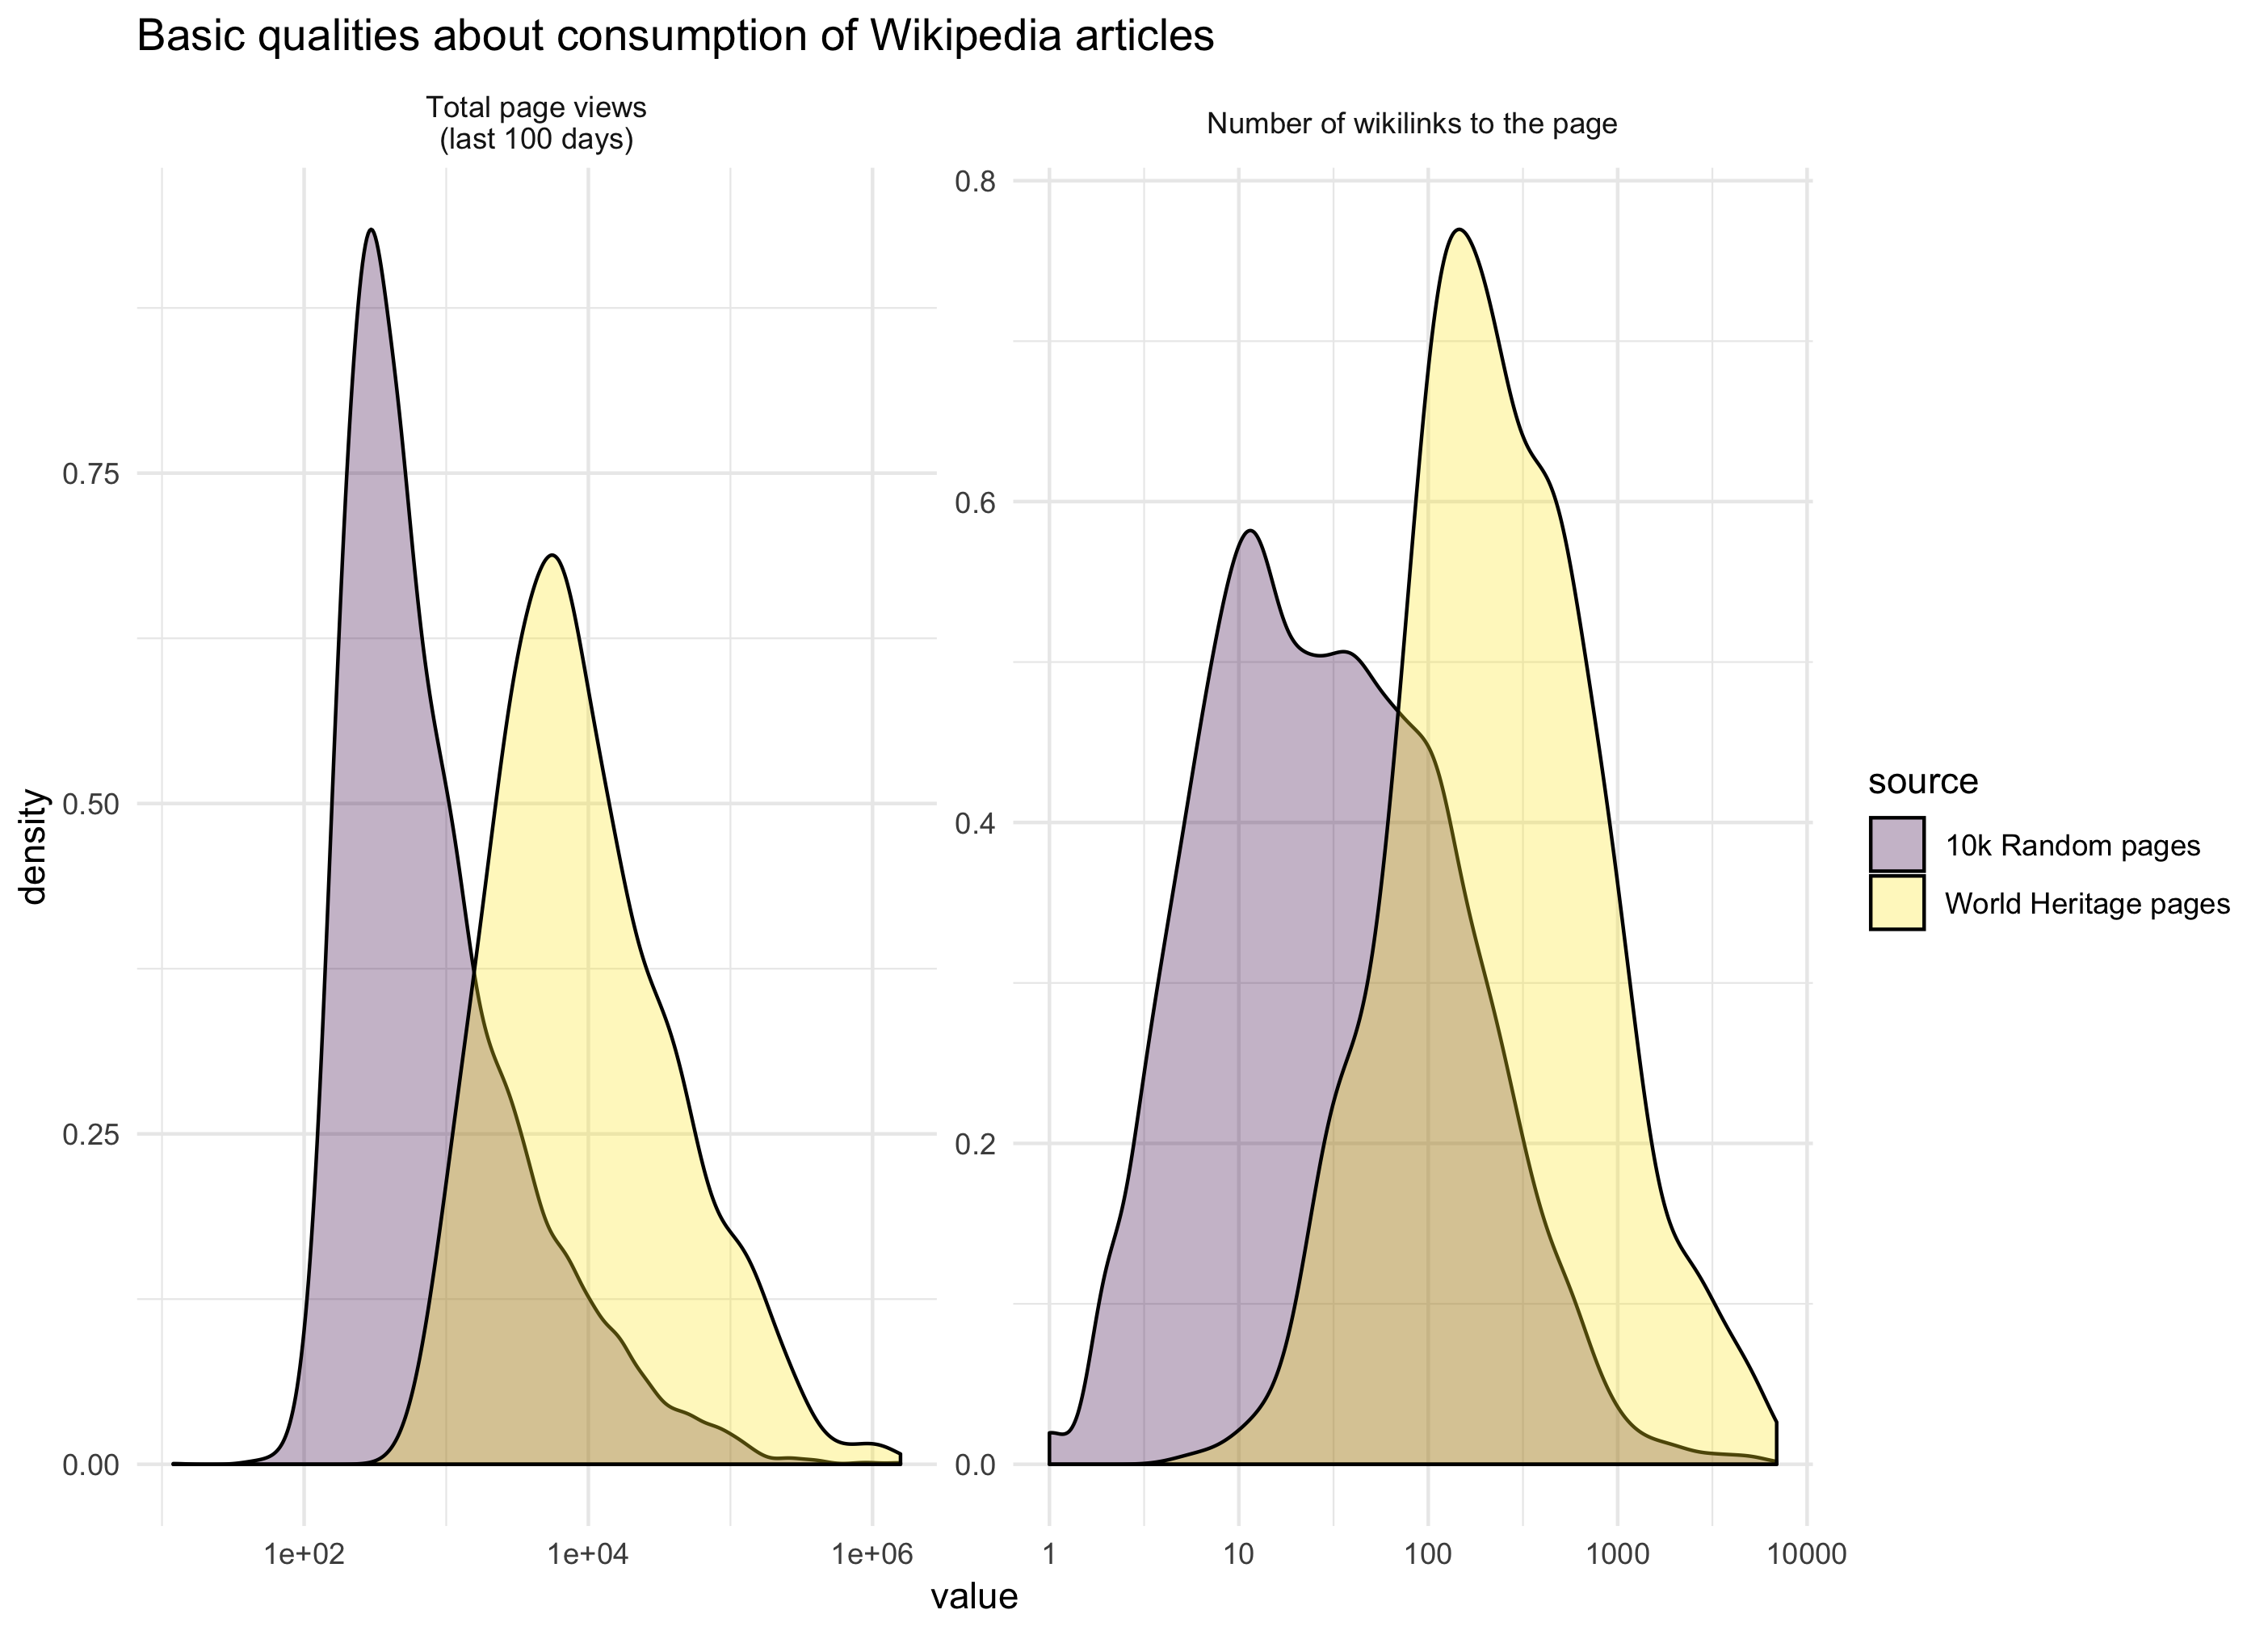 Basic qualities about consumption of Wikipedia articles
Total page views
(last 100 days)
Number of wikilinks to the page
density
0.75
0.50
0.25
0.00
0.8
0.6
0.4
0.2
0.0
1e+02
1e+04
1e+06
1
10
100
1000
10000
value
source
10k Random pages
World Heritage pages